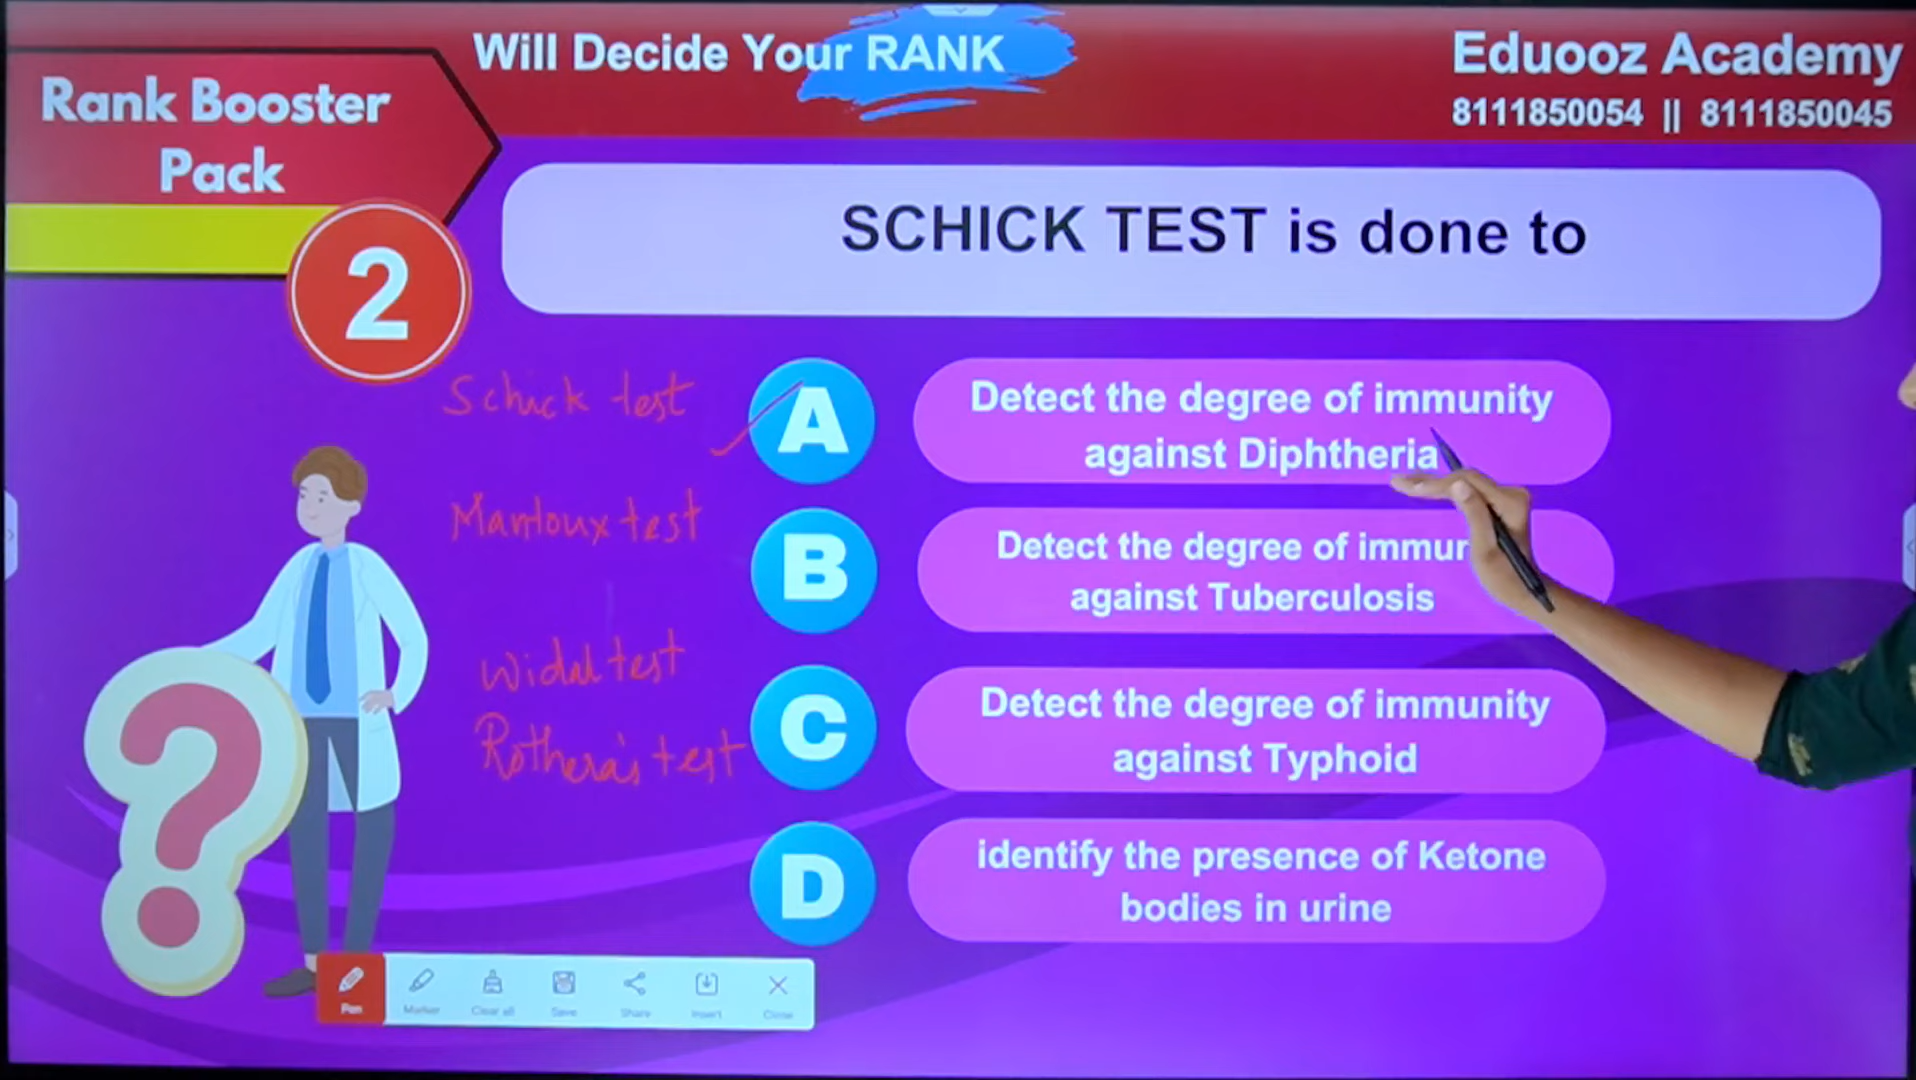 Will Decide Your RANK
Eduooz Academy
8111850054 || 8111850045
Rank Booster
Pack
2
SCHICK TEST is done to
Schick test
A
Detect the degree of immunity
against Diphtheria
Mantoux test
B
Detect the degree of immun
against Tuberculosis
Widal test
Rothera's test
C
Detect the degree of immunity
against Typhoid
D
identify the presence of Ketone
bodies in urine
?
Pen
Marker
Clear all
Save
Share
Insert
Close